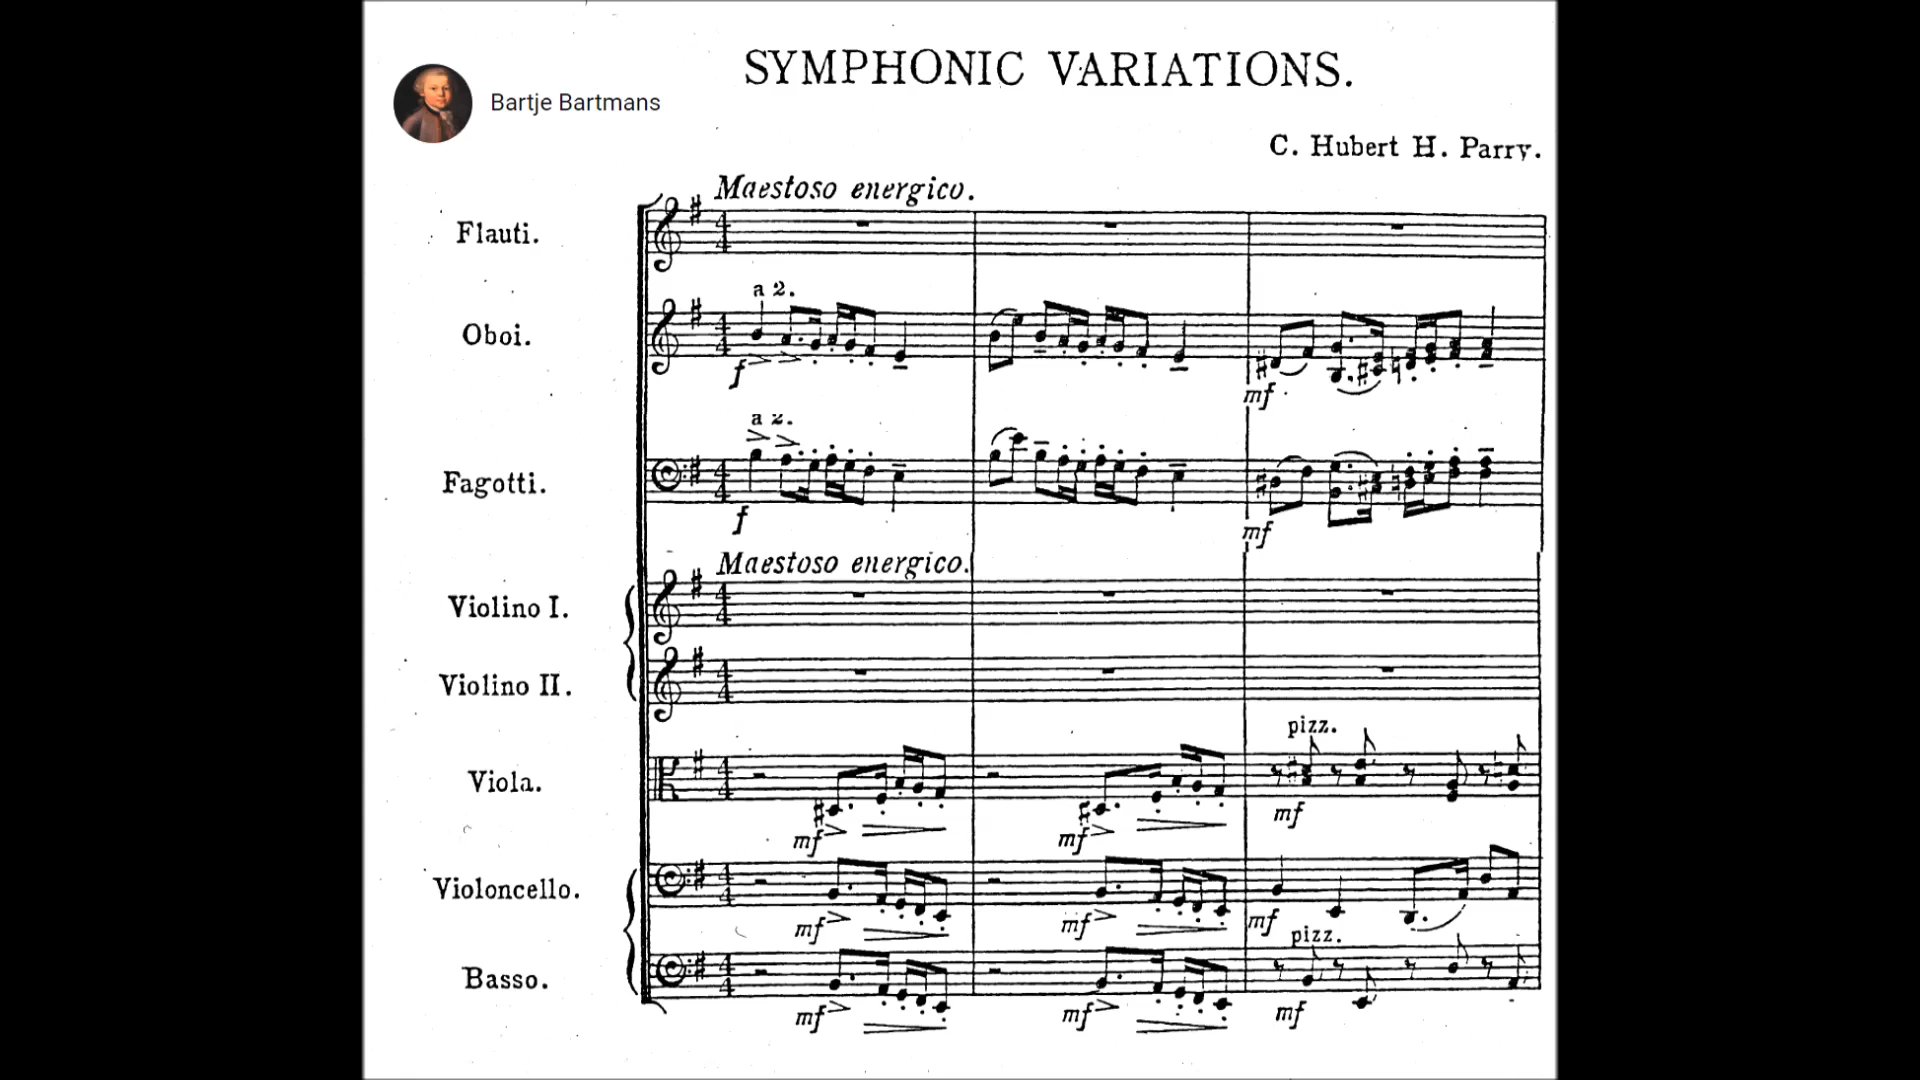 SYMPHONIC VARIATIONS.
Bartje Bartmans
C. Hubert H. Parry.
Maestoso energico.
Flauti.
a 2.
Oboi.
f
mf
a 2.
Fagotti.
f
mf
Maestoso energico.
Violino I.
Violino II.
pizz.
Viola.
mf
mf
mf
Violoncello.
mf
mf
mf
pizz.
Basso.
mf
mf
mf